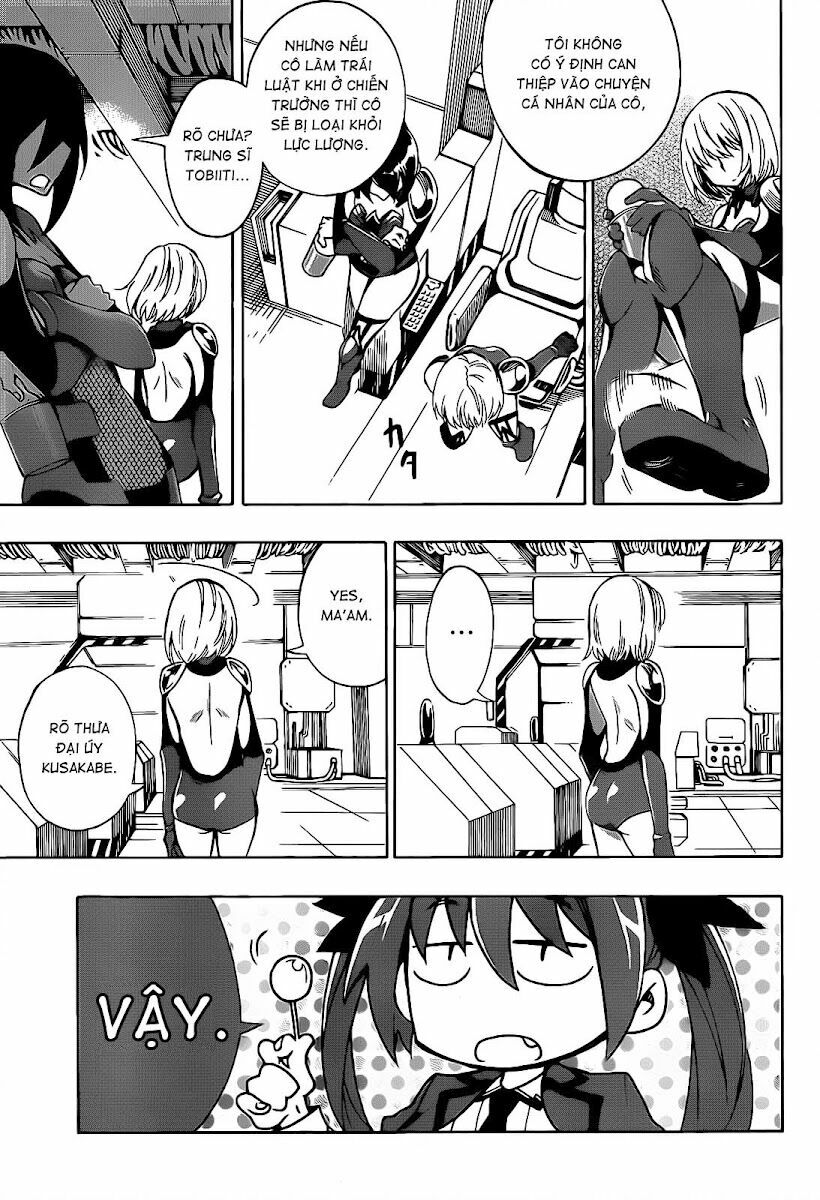 TÔI KHÔNG
CÓ Ý ĐỊNH CAN
THIỆP VÀO CHUYỆN
CÁ NHÂN CỦA CÔ,
NHƯNG NẾU
CÔ LÀM TRÁI
LUẬT KHI Ở CHIẾN
TRƯỞNG THÌ CÔ
SẼ BỊ LOẠI KHỎI
LỰC LƯỢNG.
カタ
RÕ CHƯA?
TRUNG SĨ
TOBIITI...
...
YES,
MA'AM.
RÕ THƯA
ĐẠI ÚY
KUSAKABE.
VẬY.